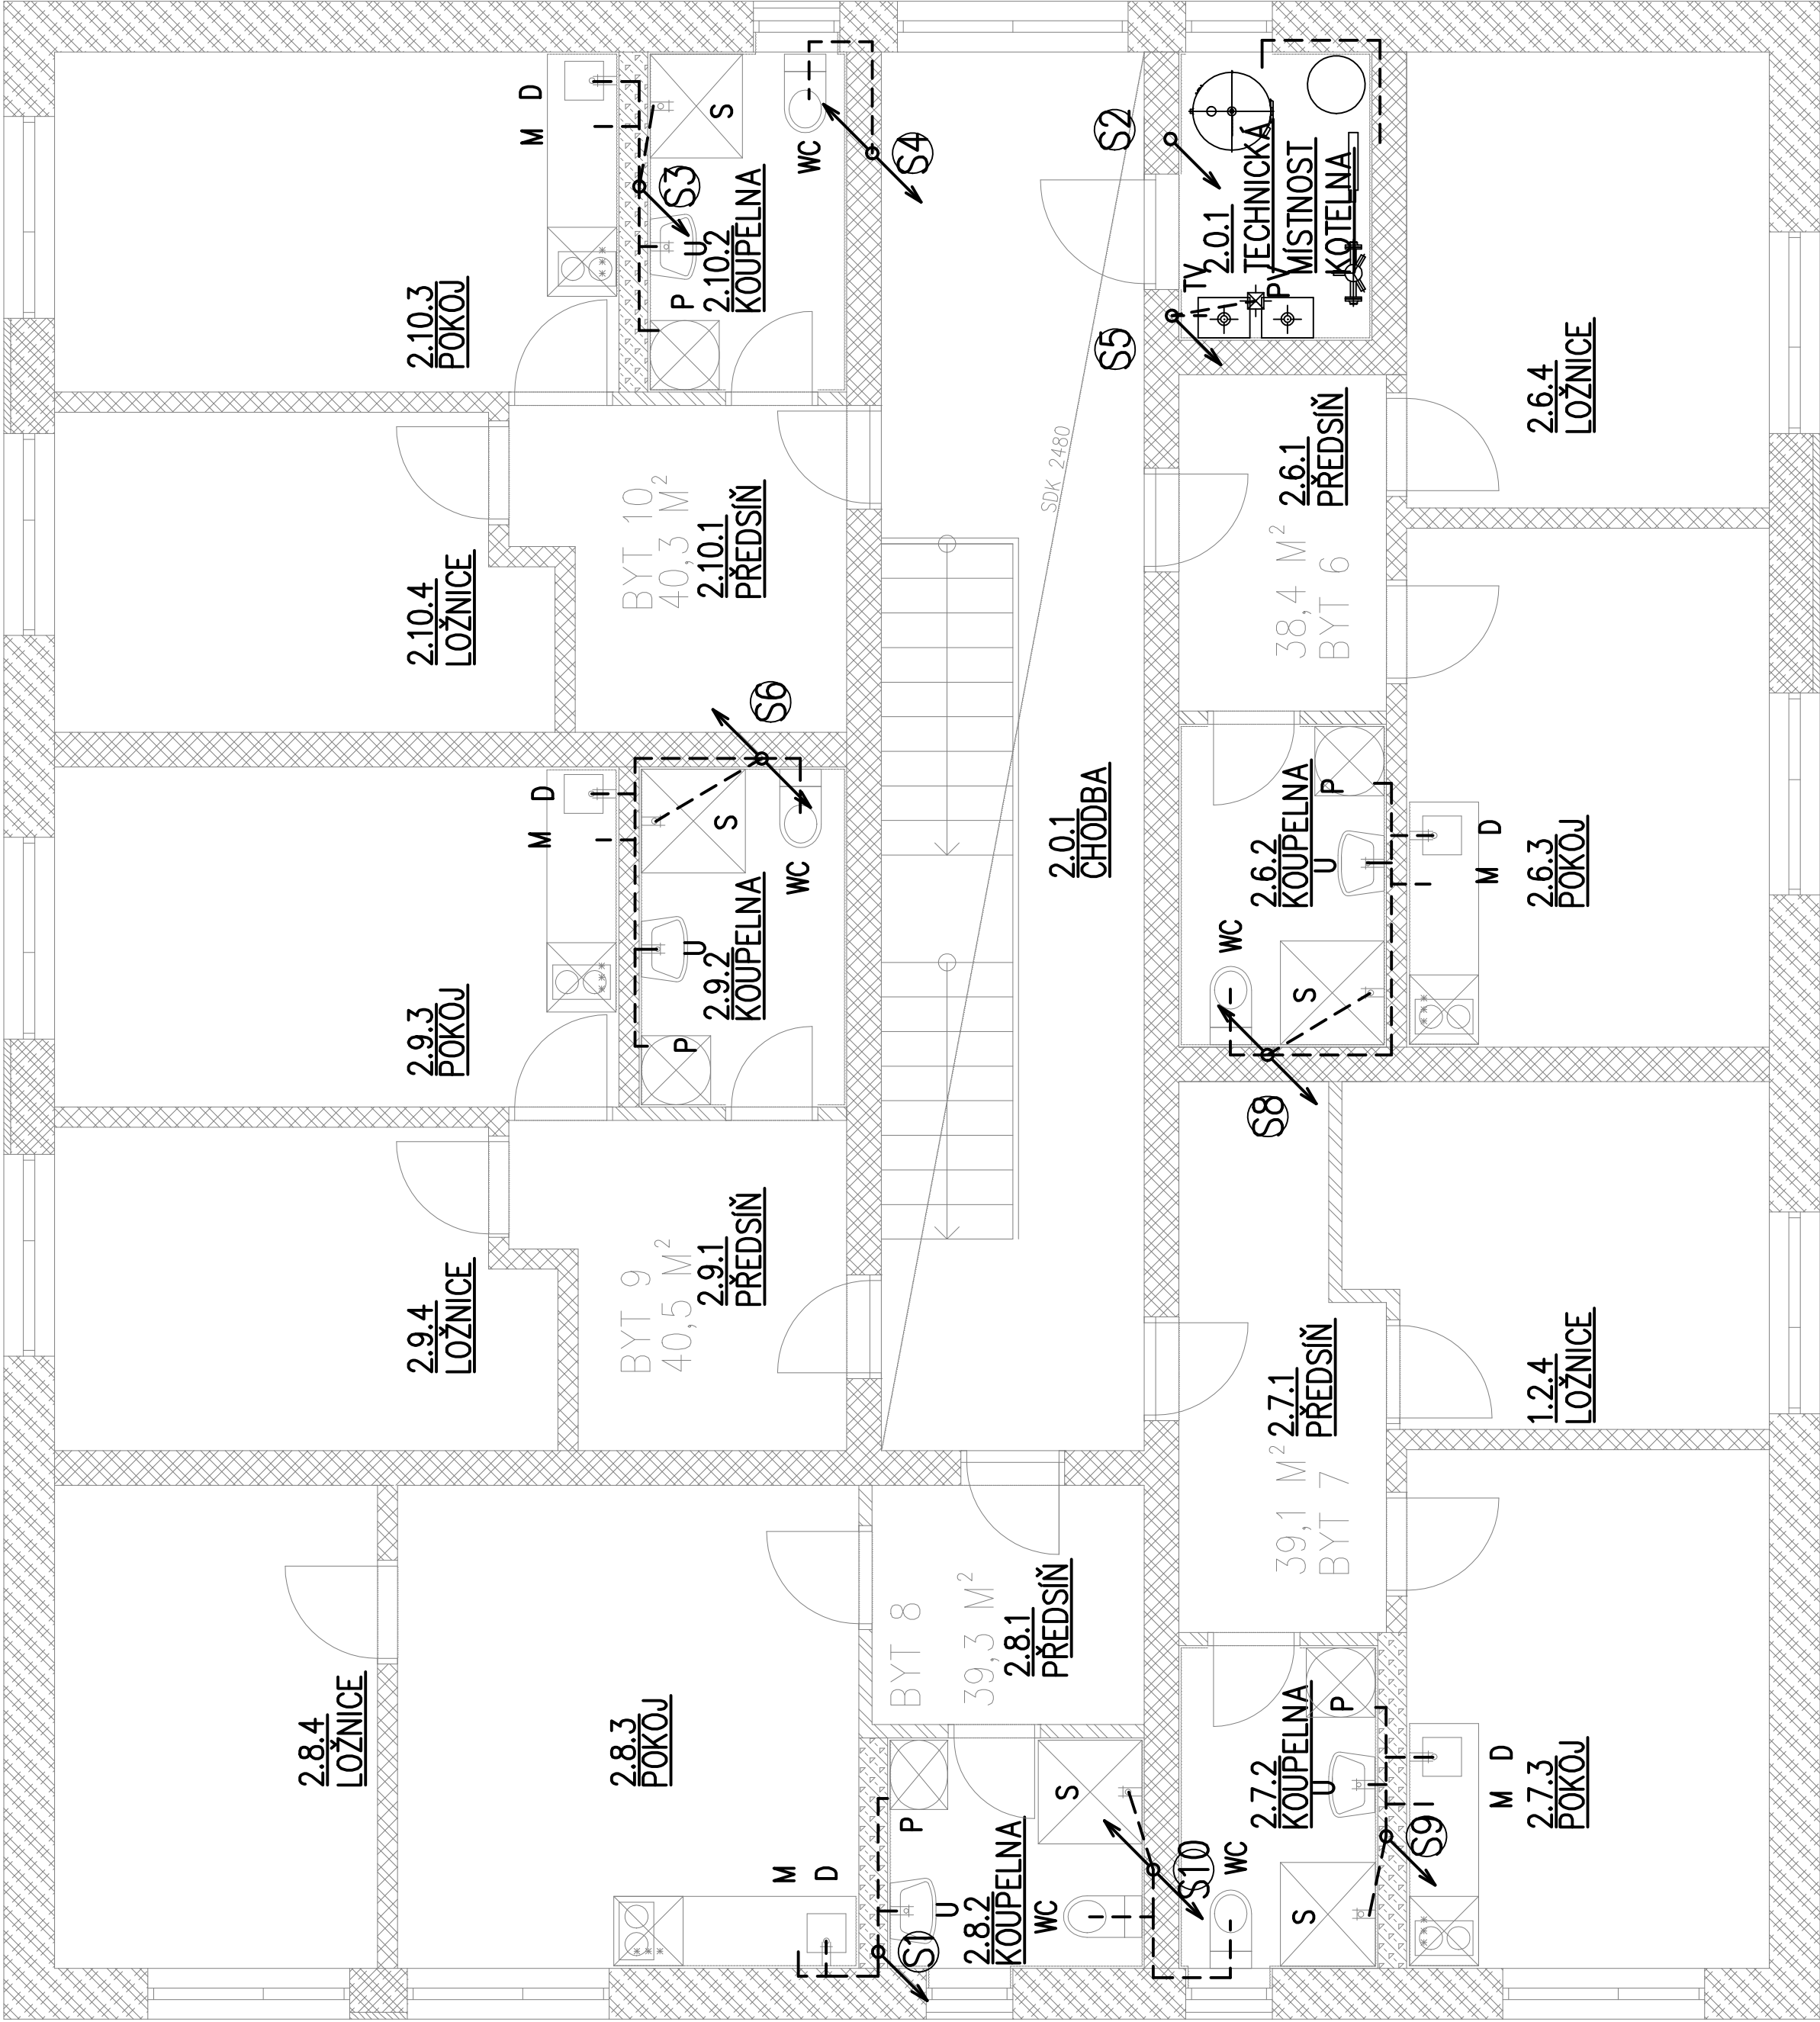 2.8.4
LOŽNICE
2.9.4
LOŽNICE
2.9.3
POKOJ
2.10.4
LOŽNICE
2.10.3
POKOJ
M
D
M
D
2.8.3
POKOJ
M
D
BYT 9
40,5 M²
2.9.1
PŘEDSÍŇ
P
U
S
2.9.2
KOUPELNA
WC
S6
BYT 10
40,3 M²
2.10.1
PŘEDSÍŇ
S3
P
U
S
2.10.2
KOUPELNA
WC
S4
S1
P
U
2.8.2
KOUPELNA
WC
S
BYT 8
39,3 M²
2.8.1
PŘEDSÍŇ
2.0.1
CHODBA
SDK 2480
S5
S2
TV
PV
2.0.1
TECHNICKÁ
MÍSTNOST
KOTELNA
S10
WC
2.7.2
KOUPELNA
S
U
P
S9
39,1 M²
BYT 7
2.7.1
PŘEDSÍŇ
S8
WC
2.6.2
KOUPELNA
S
U
P
38,4 M²
BYT 6
2.6.1
PŘEDSÍŇ
M
D
2.7.3
POKOJ
1.2.4
LOŽNICE
M
D
2.6.3
POKOJ
2.6.4
LOŽNICE